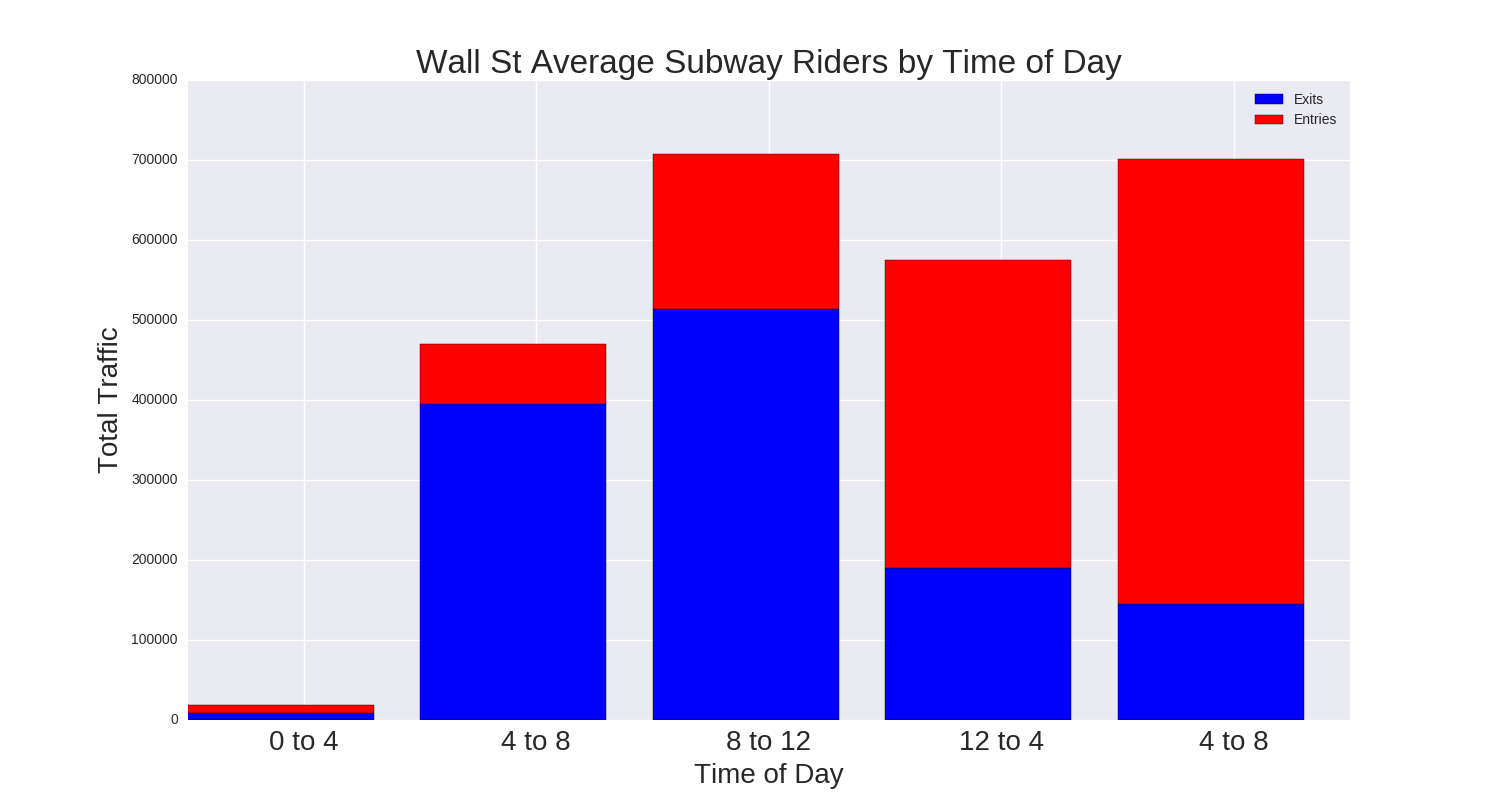 Wall St Average Subway Riders by Time of Day
Exits
Entries
800000
700000
600000
500000
400000
300000
200000
100000
0
Total Traffic
0 to 4
4 to 8
8 to 12
12 to 4
4 to 8
Time of Day